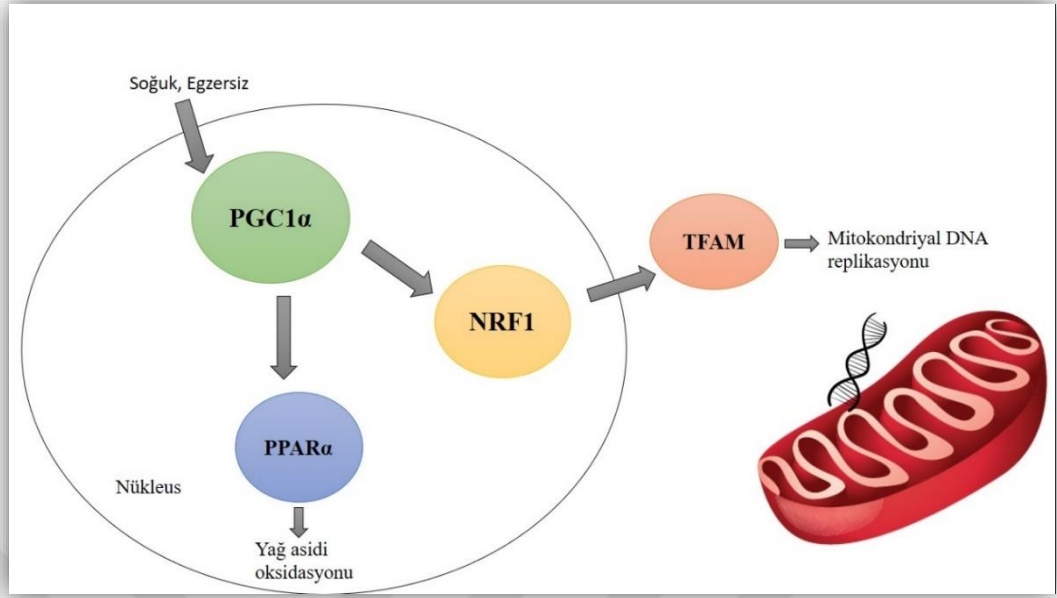 Soğuk, Egzersiz
PGC1α
NRF1
TFAM
Mitokondriyal DNA
replikasyonu
PPARα
Nükleus
Yağ asidi
oksidasyonu